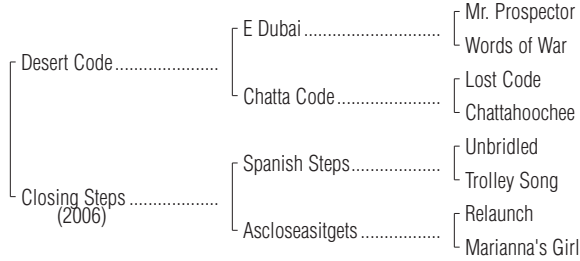 Mr. Prospector
E Dubai
Words of War
Desert Code
Lost Code
Chatta Code
Chattahoochee
Unbridled
Spanish Steps
Trolley Song
Closing Steps
(2006)
Relaunch
Ascloseasitgets
Marianna's Girl